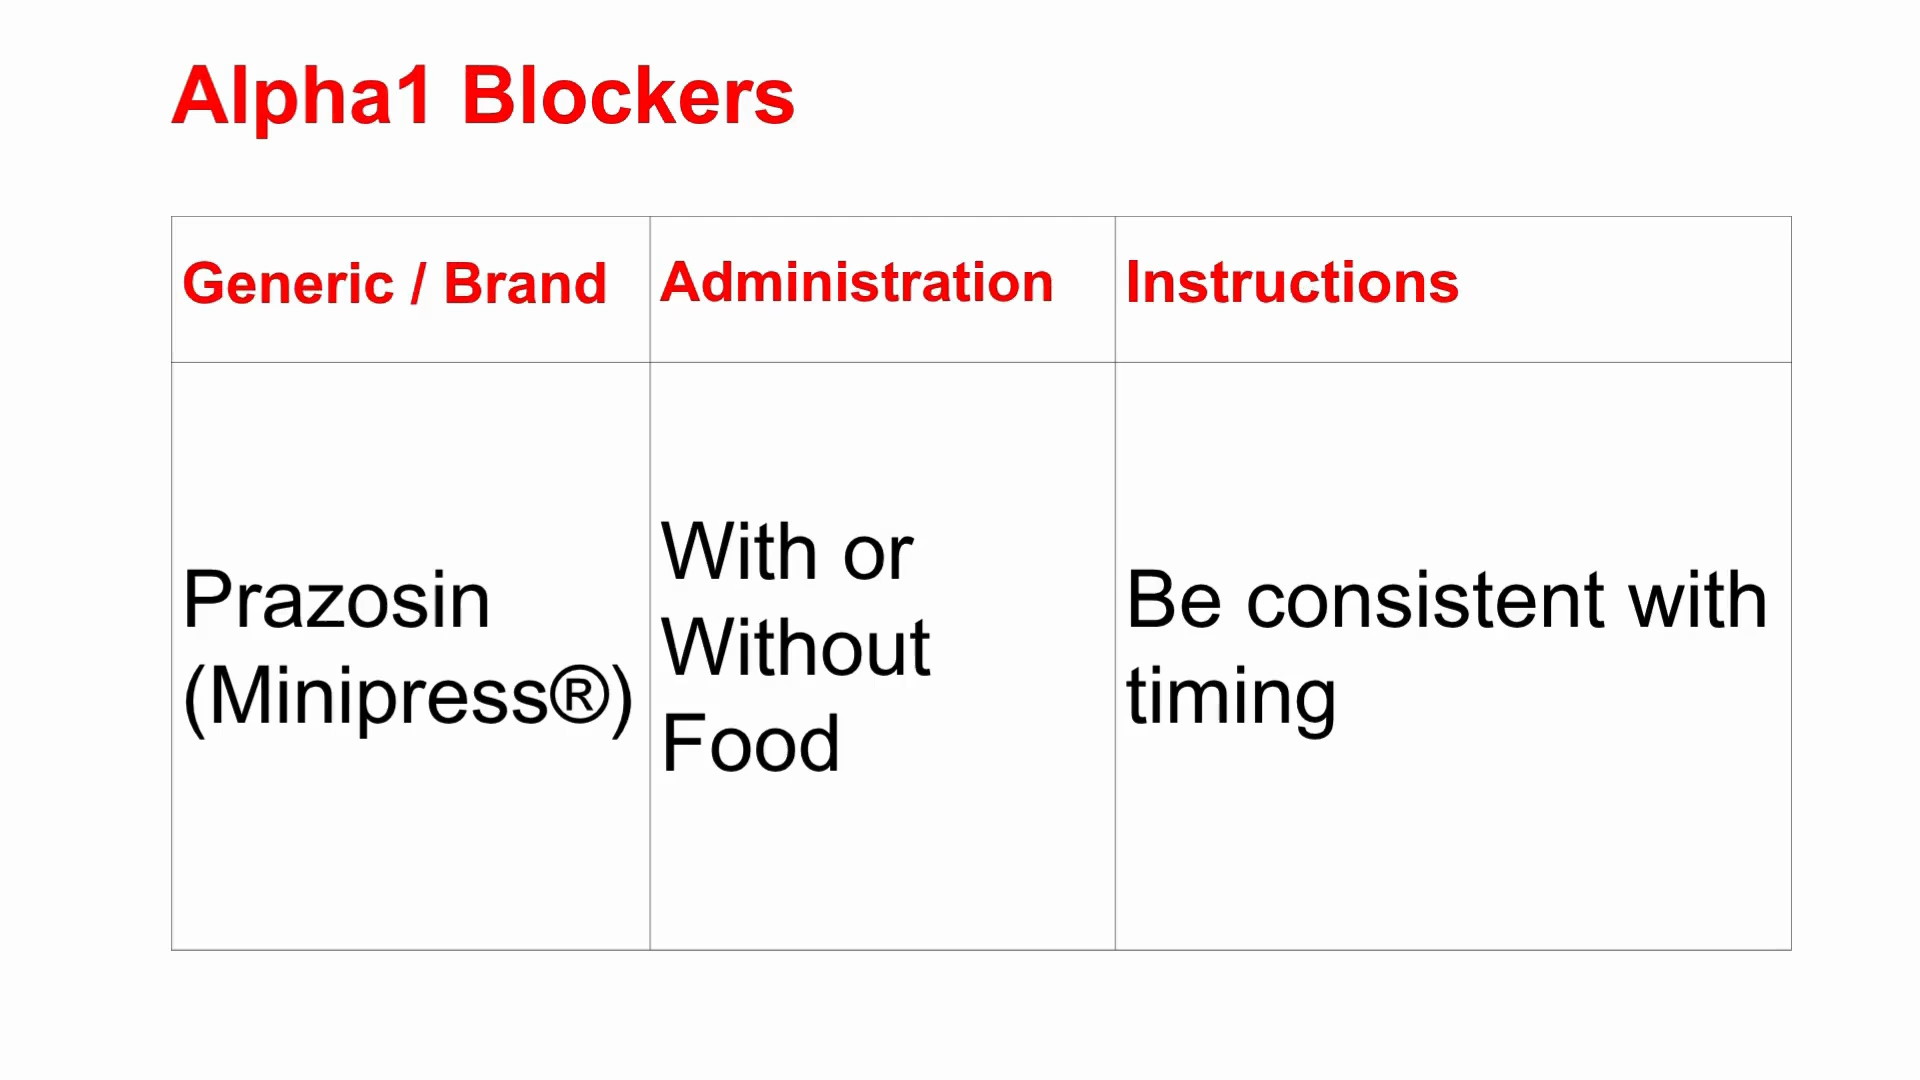 Alpha1 Blockers
Generic / Brand
Administration
Instructions
Prazosin
(Minipress®)
With or
Without
Food
Be consistent with
timing